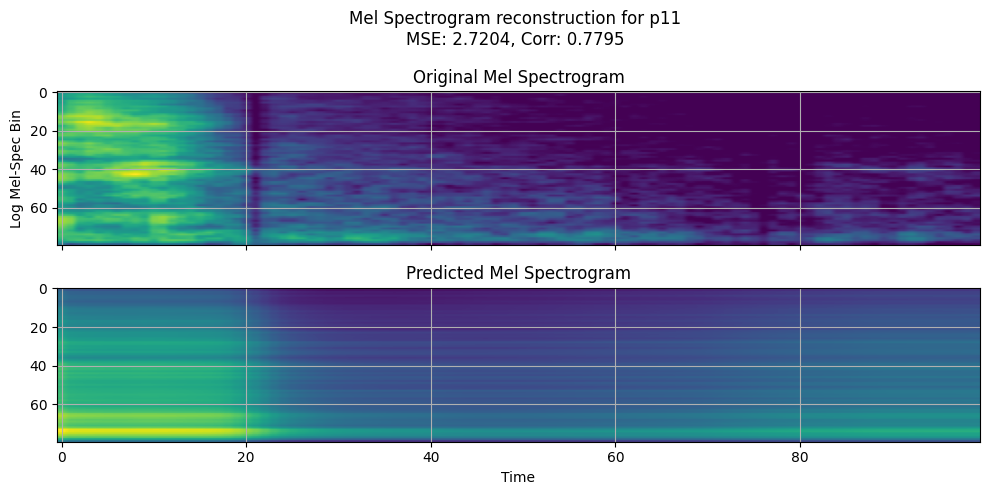 Mel Spectrogram reconstruction for p11
MSE: 2.7204, Corr: 0.7795
Original Mel Spectrogram
0
20
40
60
Log Mel-Spec Bin
Predicted Mel Spectrogram
0
20
40
60
0 20 40 60 80
Time